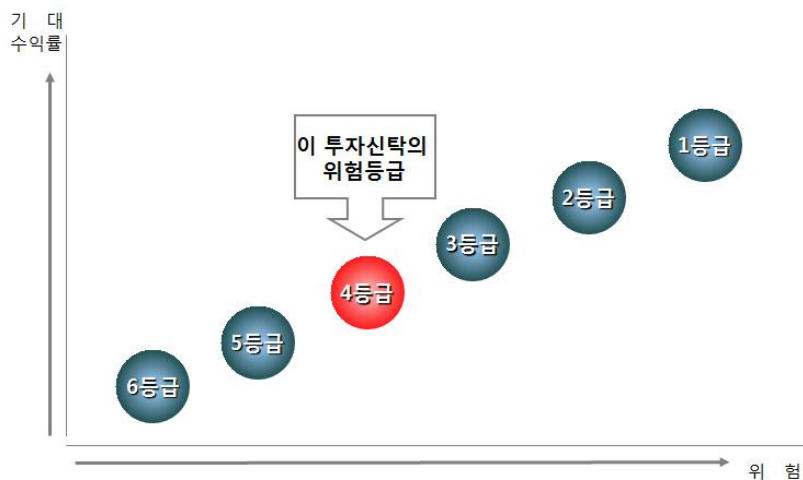 기 대
수익률
이 투자신탁의
위험등급
1등급
2등급
3등급
4등급
5등급
6등급
위 험